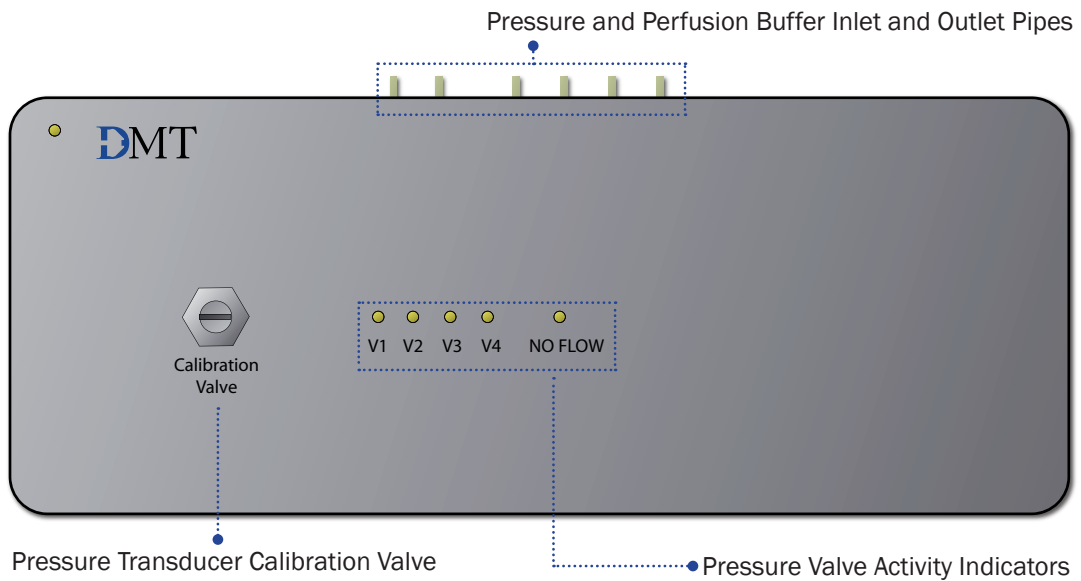 Pressure and Perfusion Buffer Inlet and Outlet Pipes
DMT
Calibration
Valve
V1 V2 V3 V4 NO FLOW
Pressure Transducer Calibration Valve
Pressure Valve Activity Indicators